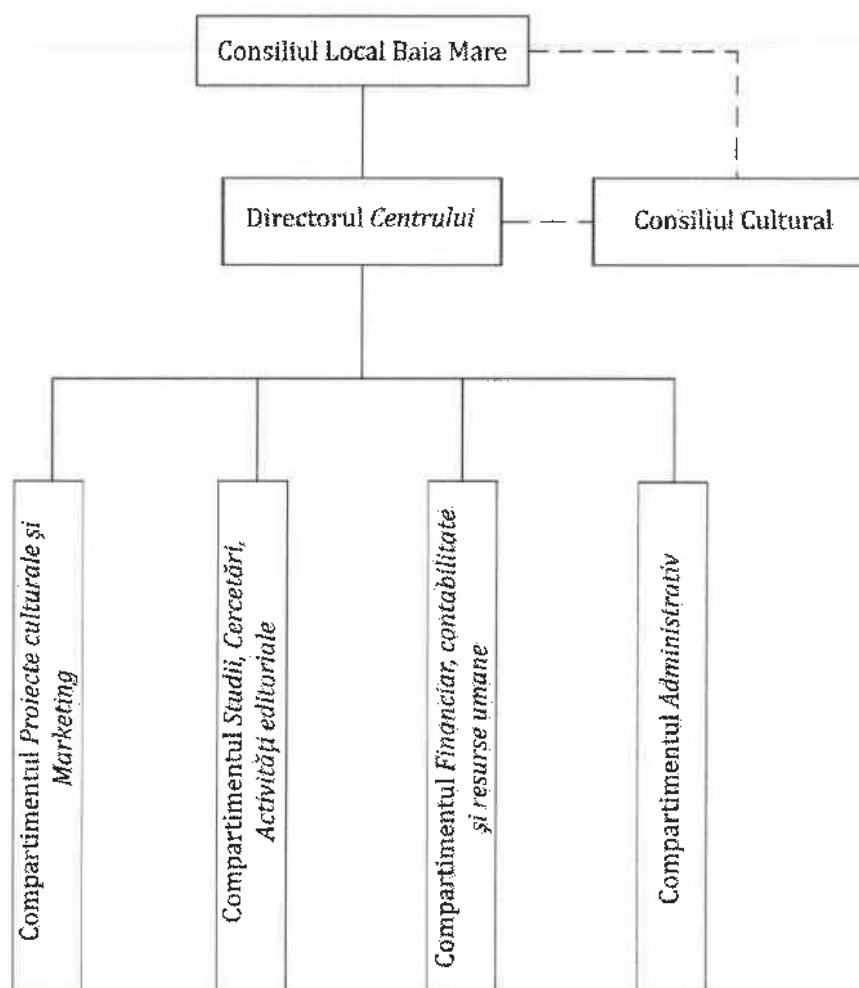 Consiliul Local Baia Mare
Directorul Centrului
Consiliul Cultural
Compartimentul Proiecte culturale și
Marketing
Compartimentul Studii, Cercetări,
Activități editoriale
Compartimentul Financiar, contabilitate
și resurse umane
Compartimentul Administrativ